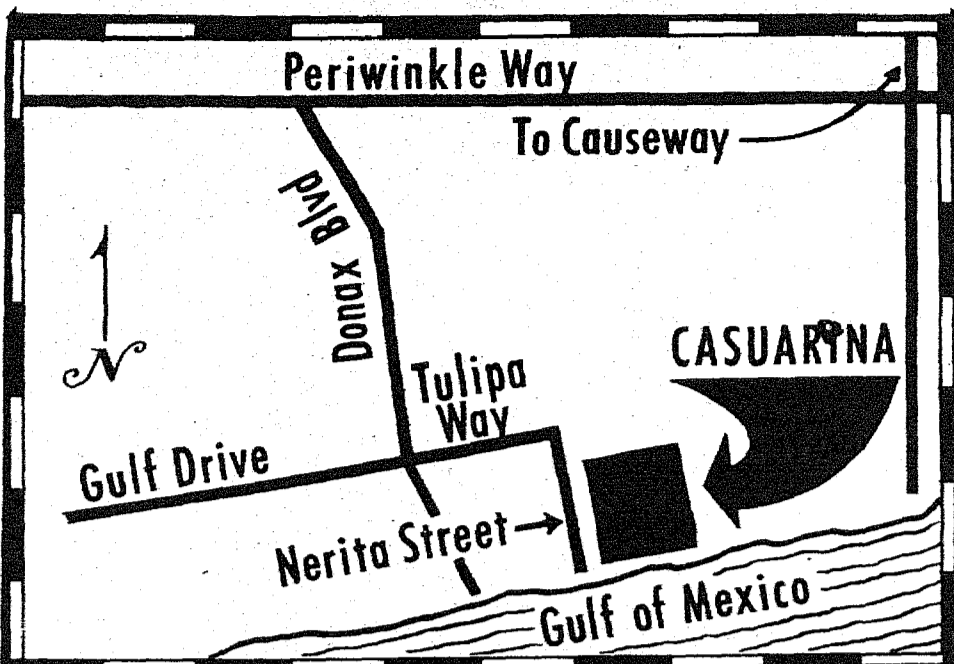 Periwinkle Way
To Causeway
Donax Blvd
N
CASUARINA
Tulipa
Way
Gulf Drive
Nerita Street
Gulf of Mexico